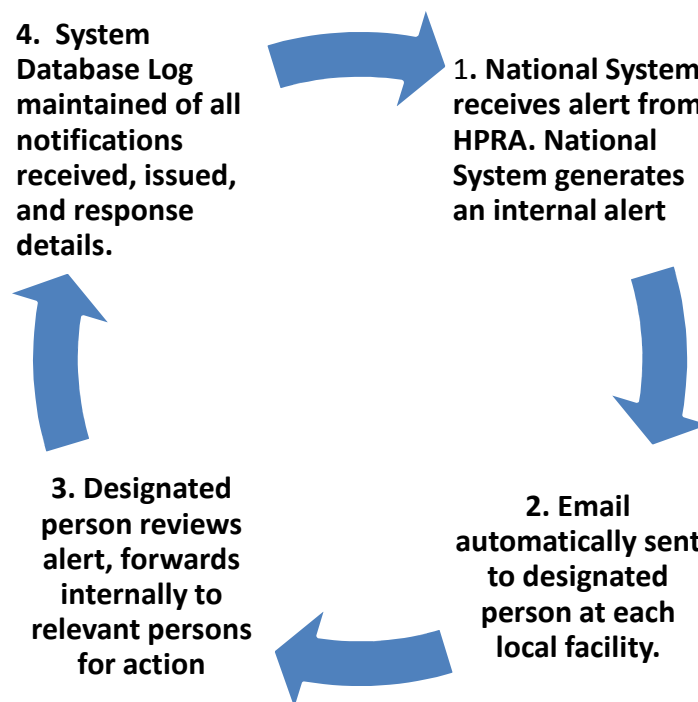 1. National System
receives alert from
HPRA. National
System generates
an internal alert
2. Email
automatically sent
to designated
person at each
local facility.
3. Designated
person reviews
alert, forwards
internally to
relevant persons
for action
4. System
Database Log
maintained of all
notifications
received, issued,
and response
details.